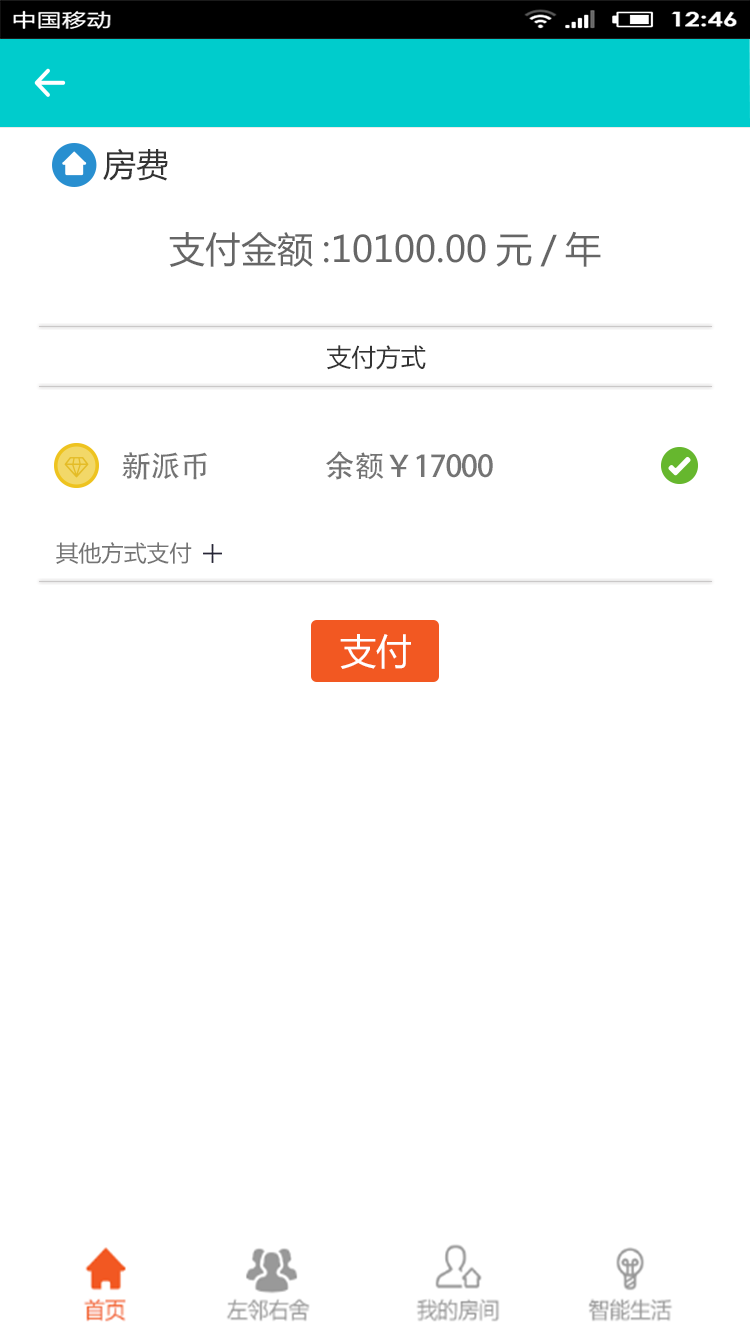 中国移动 12:46
房费
支付金额:10100.00 元 / 年
支付方式
新派币 余额￥17000
其他方式支付 +
支付
首页 左邻右舍 我的房间 智能生活